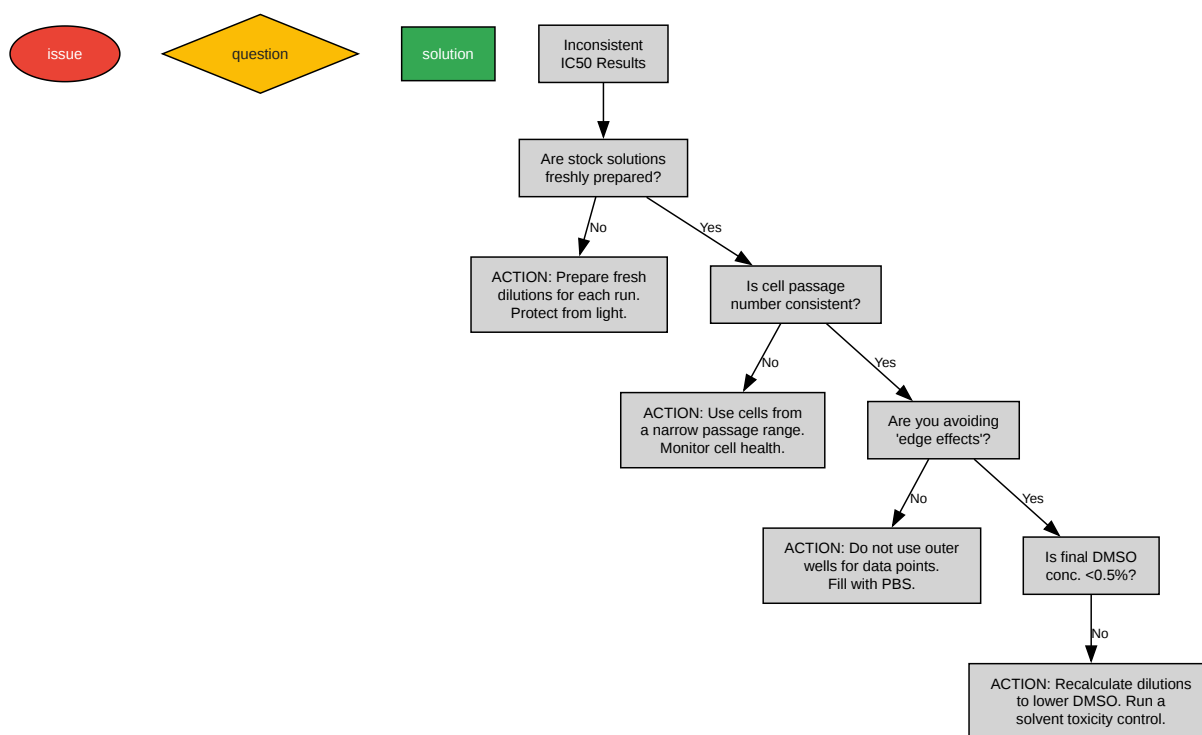 issue
question
solution
Inconsistent
IC50 Results
Are stock solutions
freshly prepared?
No
Yes
ACTION: Prepare fresh
dilutions for each run.
Protect from light.
Is cell passage
number consistent?
No
Yes
ACTION: Use cells from
a narrow passage range.
Monitor cell health.
Are you avoiding
'edge effects'?
No
Yes
ACTION: Do not use outer
wells for data points.
Fill with PBS.
Is final DMSO
conc. <0.5%?
No
ACTION: Recalculate dilutions
to lower DMSO. Run a
solvent toxicity control.